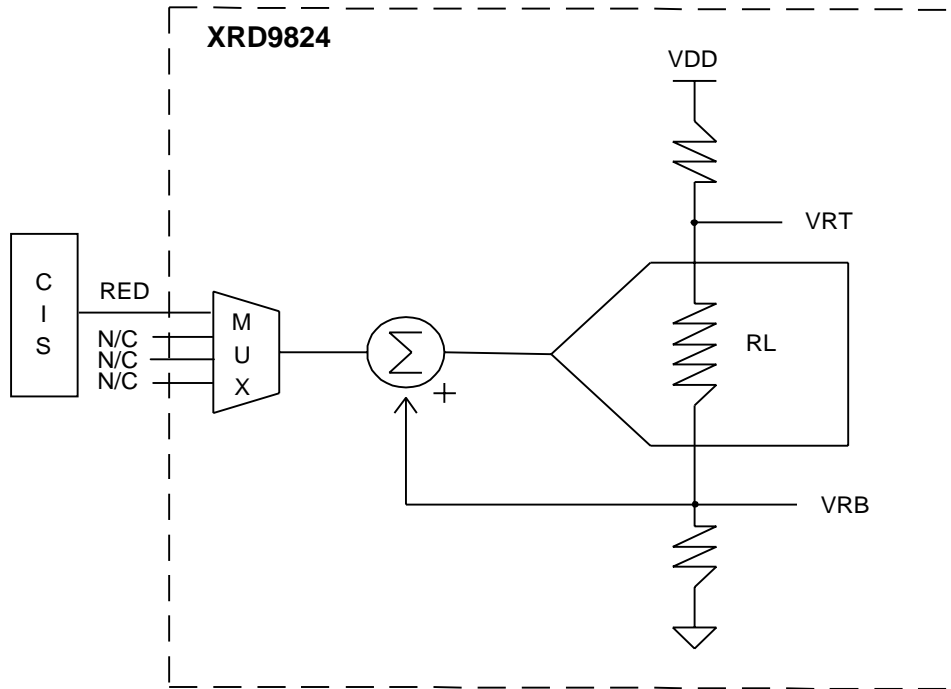 XRD9824
VDD
VRT
C
I
S
RED
N/C
N/C
N/C
M
U
X
Σ
+
RL
VRB